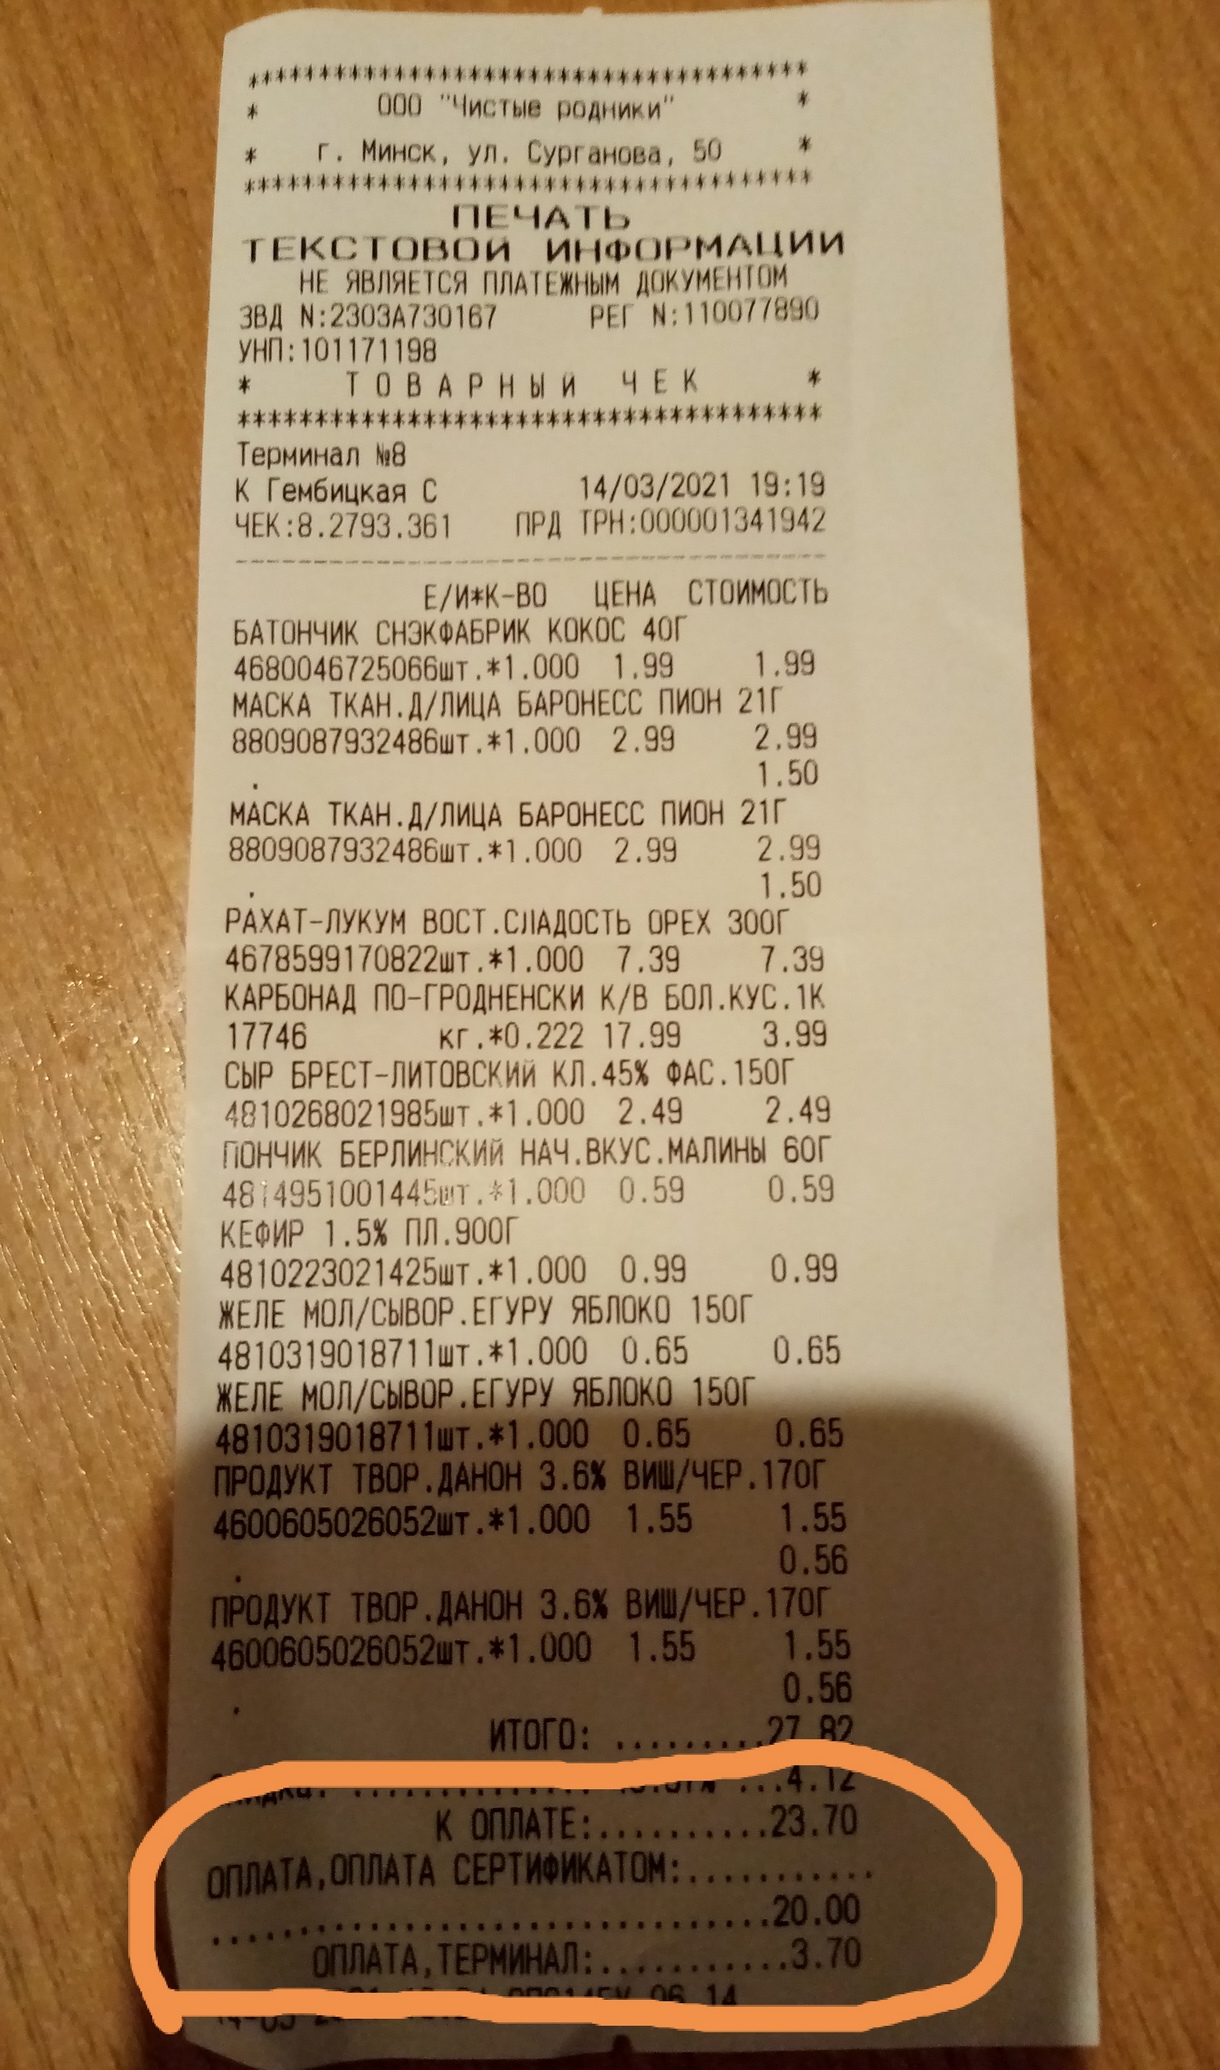 ***************************************
* ООО "Чистые родники" *
* г. Минск, ул. Сурганова, 50 *
***************************************
ПЕЧАТЬ
ТЕКСТОВОЙ ИНФОРМАЦИИ
НЕ ЯВЛЯЕТСЯ ПЛАТЕЖНЫМ ДОКУМЕНТОМ
ЗВД N:2303А730167 РЕГ N:110077890
УНП:101171198
* Т О В А Р Н Ы Й Ч Е К *
***************************************
Терминал №8
К Гембицкая С 14/03/2021 19:19
ЧЕК:8.2793.361 ПРД ТРН:000001341942
Е/И*К-ВО ЦЕНА СТОИМОСТЬ
БАТОНЧИК СНЭКФАБРИК КОКОС 40Г
4680046725066шт.*1.000 1.99 1.99
МАСКА ТКАН.Д/ЛИЦА БАРОНЕСС ПИОН 21Г
8809087932486шт.*1.000 2.99 2.99
. 1.50
МАСКА ТКАН.Д/ЛИЦА БАРОНЕСС ПИОН 21Г
8809087932486шт.*1.000 2.99 2.99
. 1.50
РАХАТ-ЛУКУМ ВОСТ.СЛАДОСТЬ ОРЕХ 300Г
4678599170822шт.*1.000 7.39 7.39
КАРБОНАД ПО-ГРОДНЕНСКИ К/В БОЛ.КУС.1К
17746 кг.*0.222 17.99 3.99
СЫР БРЕСТ-ЛИТОВСКИЙ КЛ.45% ФАС.150Г
4810268021985шт.*1.000 2.49 2.49
ПОНЧИК БЕРЛИНСКИЙ НАЧ.ВКУС.МАЛИНЫ 60Г
4814951001445шт.*1.000 0.59 0.59
КЕФИР 1.5% ПЛ.900Г
4810223021425шт.*1.000 0.99 0.99
ЖЕЛЕ МОЛ/СЫВОР.ЕГУРУ ЯБЛОКО 150Г
4810319018711шт.*1.000 0.65 0.65
ЖЕЛЕ МОЛ/СЫВОР.ЕГУРУ ЯБЛОКО 150Г
4810319018711шт.*1.000 0.65 0.65
ПРОДУКТ ТВОР.ДАНОН 3.6% ВИШ/ЧЕР.170Г
4600605026052шт.*1.000 1.55 1.55
. 0.56
ПРОДУКТ ТВОР.ДАНОН 3.6% ВИШ/ЧЕР.170Г
4600605026052шт.*1.000 1.55 1.55
. 0.56
ИТОГО: .........27.82
...4.12
К ОПЛАТЕ:..........23.70
ОПЛАТА,ОПЛАТА СЕРТИФИКАТОМ:...........
.................................20.00
ОПЛАТА,ТЕРМИНАЛ:...........3.70